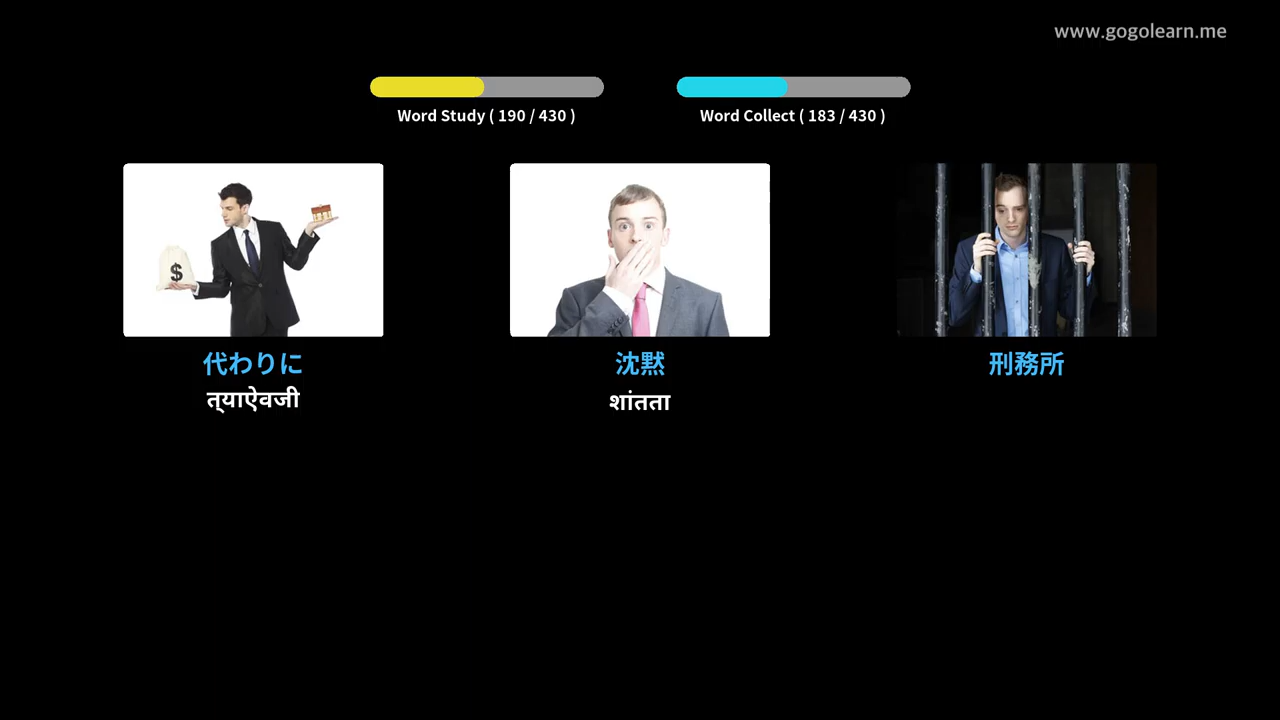 www.gogolearn.me
Word Study ( 190 / 430 )
Word Collect ( 183 / 430 )
$
代わりに
沈黙
刑務所
त्याऐवजी
शांतता